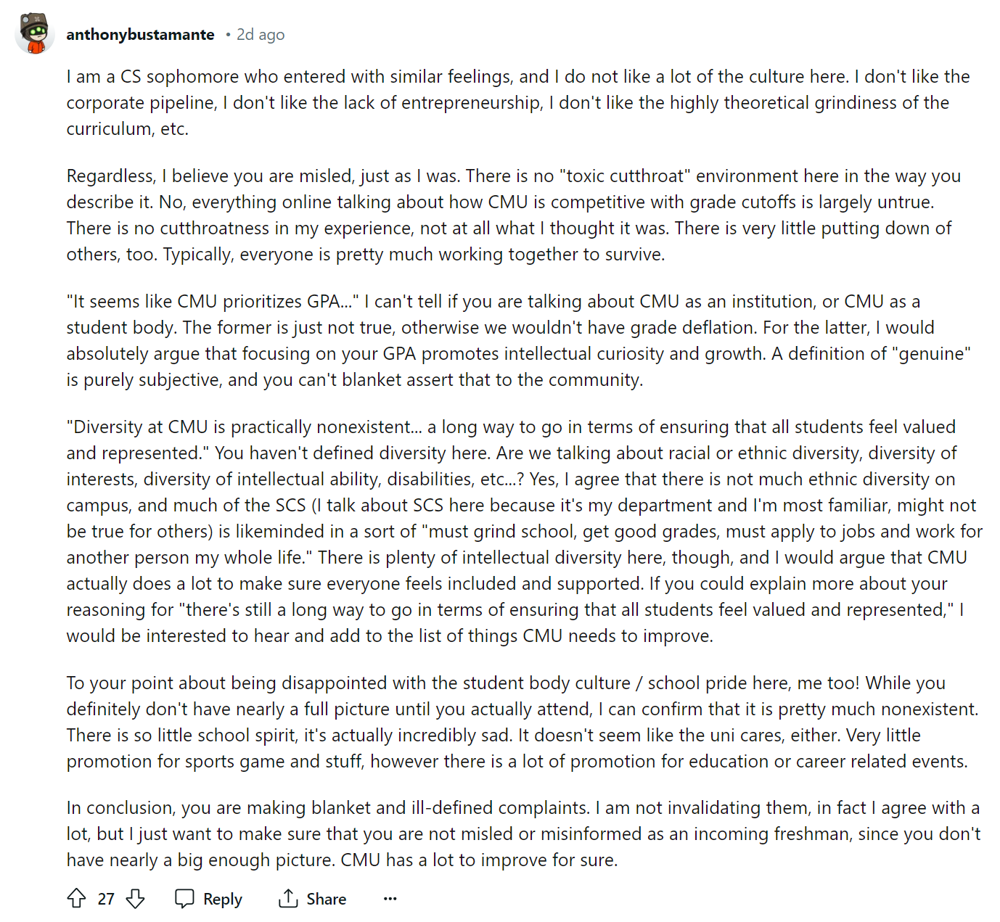 anthonybustamante • 2d ago
I am a CS sophomore who entered with similar feelings, and I do not like a lot of the culture here. I don't like the
corporate pipeline, I don't like the lack of entrepreneurship, I don't like the highly theoretical grindiness of the
curriculum, etc.
Regardless, I believe you are misled, just as I was. There is no "toxic cutthroat" environment here in the way you
describe it. No, everything online talking about how CMU is competitive with grade cutoffs is largely untrue.
There is no cutthroatness in my experience, not at all what I thought it was. There is very little putting down of
others, too. Typically, everyone is pretty much working together to survive.
"It seems like CMU prioritizes GPA..." I can't tell if you are talking about CMU as an institution, or CMU as a
student body. The former is just not true, otherwise we wouldn't have grade deflation. For the latter, I would
absolutely argue that focusing on your GPA promotes intellectual curiosity and growth. A definition of "genuine"
is purely subjective, and you can't blanket assert that to the community.
"Diversity at CMU is practically nonexistent... a long way to go in terms of ensuring that all students feel valued
and represented." You haven't defined diversity here. Are we talking about racial or ethnic diversity, diversity of
interests, diversity of intellectual ability, disabilities, etc...? Yes, I agree that there is not much ethnic diversity on
campus, and much of the SCS (I talk about SCS here because it's my department and I'm most familiar, might not
be true for others) is likeminded in a sort of "must grind school, get good grades, must apply to jobs and work for
another person my whole life." There is plenty of intellectual diversity here, though, and I would argue that CMU
actually does a lot to make sure everyone feels included and supported. If you could explain more about your
reasoning for "there's still a long way to go in terms of ensuring that all students feel valued and represented," I
would be interested to hear and add to the list of things CMU needs to improve.
To your point about being disappointed with the student body culture / school pride here, me too! While you
definitely don't have nearly a full picture until you actually attend, I can confirm that it is pretty much nonexistent.
There is so little school spirit, it's actually incredibly sad. It doesn't seem like the uni cares, either. Very little
promotion for sports game and stuff, however there is a lot of promotion for education or career related events.
In conclusion, you are making blanket and ill-defined complaints. I am not invalidating them, in fact I agree with a
lot, but I just want to make sure that you are not misled or misinformed as an incoming freshman, since you don't
have nearly a big enough picture. CMU has a lot to improve for sure.
27 Reply Share ...